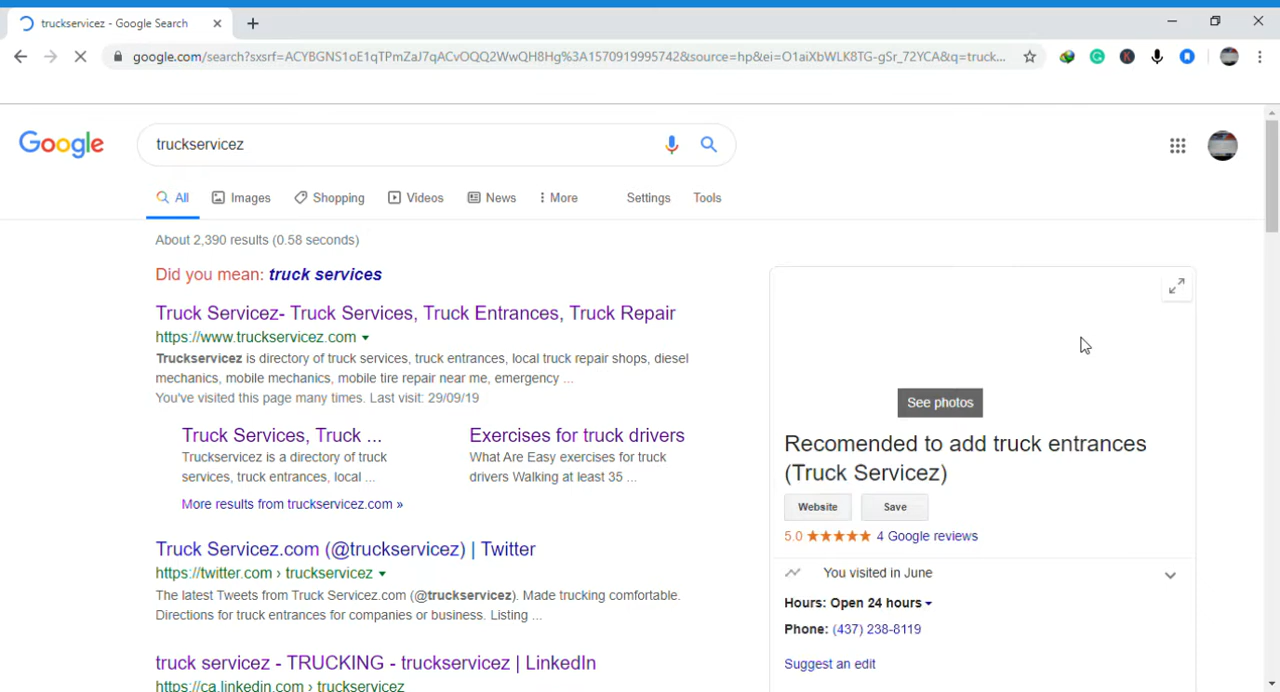 truckservicez - Google Search
google.com/search?sxsrf=ACYBGNS1oE1qTPmZaJ7qACvOQQ2WwQH8Hg%3A1570919995742&source=hp&ei=O1aiXbWLK8TG-gSr_72YCA&q=truck...
Google
truckservicez
All Images Shopping Videos News More Settings Tools
About 2,390 results (0.58 seconds)
Did you mean: truck services
Truck Servicez- Truck Services, Truck Entrances, Truck Repair
https://www.truckservicez.com
Truckservicez is directory of truck services, truck entrances, local truck repair shops, diesel
mechanics, mobile mechanics, mobile tire repair near me, emergency ...
You've visited this page many times. Last visit: 29/09/19
Truck Services, Truck ...
Truckservicez is a directory of truck
services, truck entrances, local ...
Exercises for truck drivers
What Are Easy exercises for truck
drivers Walking at least 35 ...
More results from truckservicez.com »
Truck Servicez.com (@truckservicez) | Twitter
https://twitter.com › truckservicez
The latest Tweets from Truck Servicez.com (@truckservicez). Made trucking comfortable.
Directions for truck entrances for companies or business. Listing ...
truck servicez - TRUCKING - truckservicez | LinkedIn
https://ca.linkedin.com › truckservicez
See photos
Recomended to add truck entrances
(Truck Servicez)
Website Save
5.0 ★★★★★ 4 Google reviews
You visited in June
Hours: Open 24 hours
Phone: (437) 238-8119
Suggest an edit